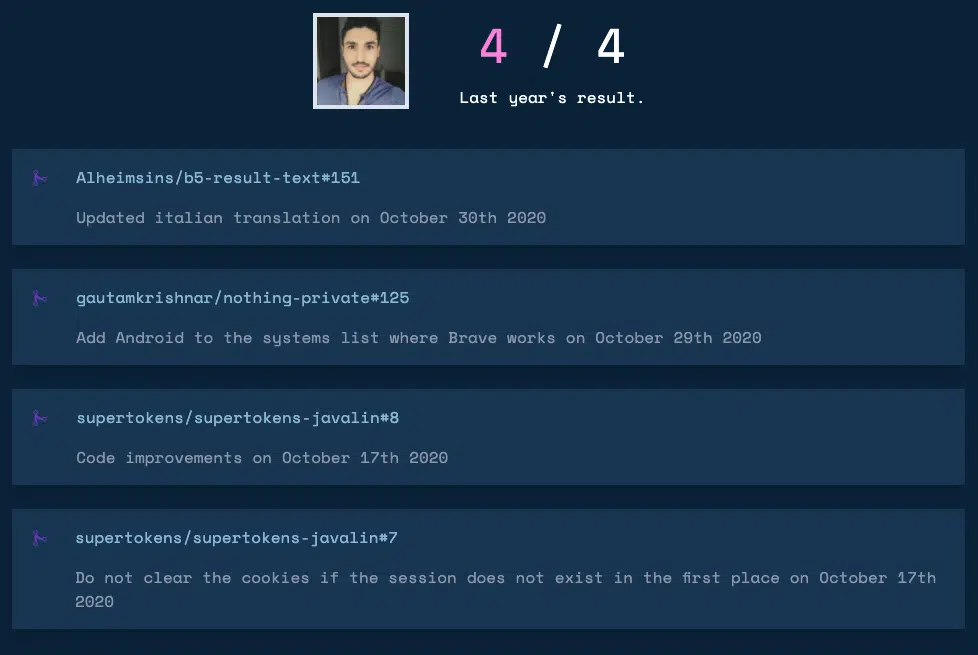 4 / 4
Last year's result.
Alheimsins/b5-result-text#151
Updated italian translation on October 30th 2020
gautamkrishnar/nothing-private#125
Add Android to the systems list where Brave works on October 29th 2020
supertokens/supertokens-javalin#8
Code improvements on October 17th 2020
supertokens/supertokens-javalin#7
Do not clear the cookies if the session does not exist in the first place on October 17th
2020